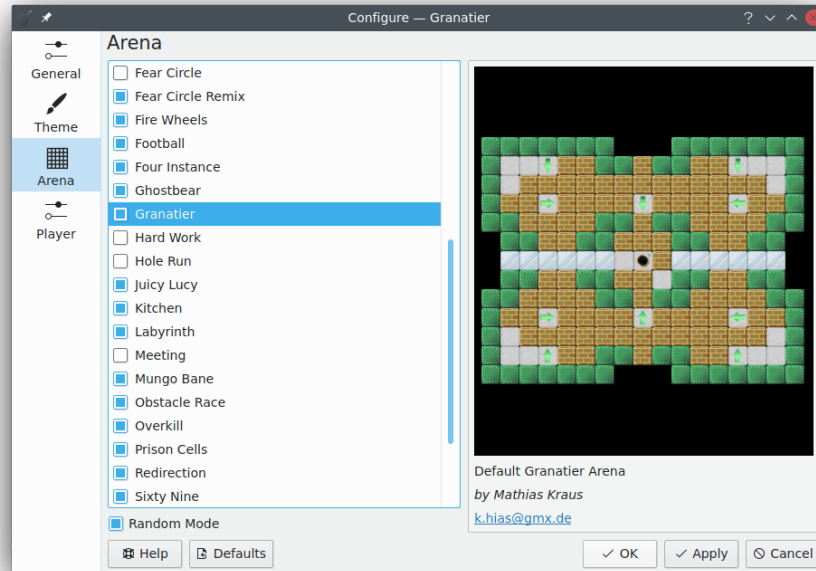 Configure — Granatier
?
General
Theme
Arena
Player
Arena
Fear Circle
Fear Circle Remix
Fire Wheels
Football
Four Instance
Ghostbear
Granatier
Hard Work
Hole Run
Juicy Lucy
Kitchen
Labyrinth
Meeting
Mungo Bane
Obstacle Race
Overkill
Prison Cells
Redirection
Sixty Nine
Random Mode
Default Granatier Arena
by Mathias Kraus
k.hias@gmx.de
Help
Defaults
OK
Apply
Cancel